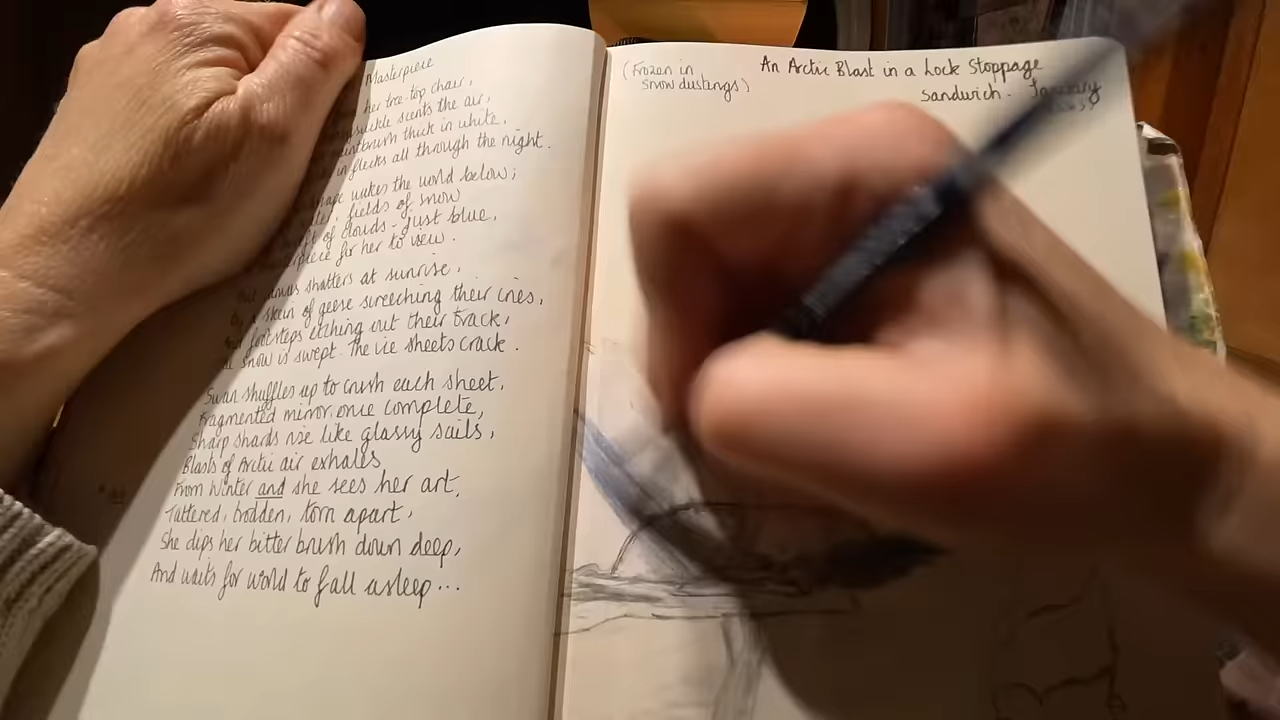 Masterpiece
her tree-top chair,
scents the air,
thick in white,
in flecks all through the night.
wakes the world below;
fields of snow
of clouds - just blue,
for her to view.
shatters at sunrise,
skein of geese screeching their cries,
footsteps etching out their track,
snow is swept. The ice sheets crack.
Swan shuffles up to crush each sheet,
Fragmented mirror once complete,
Sharp shards rise like glassy sails,
Blasts of Arctic air exhales
From Winter and she sees her art,
Tattered, trodden, torn apart,
She dips her bitter brush down deep,
And waits for world to fall asleep...
(Frozen in
snow dustings)
An Arctic Blast in a Lock Stoppage
Sandwich - January